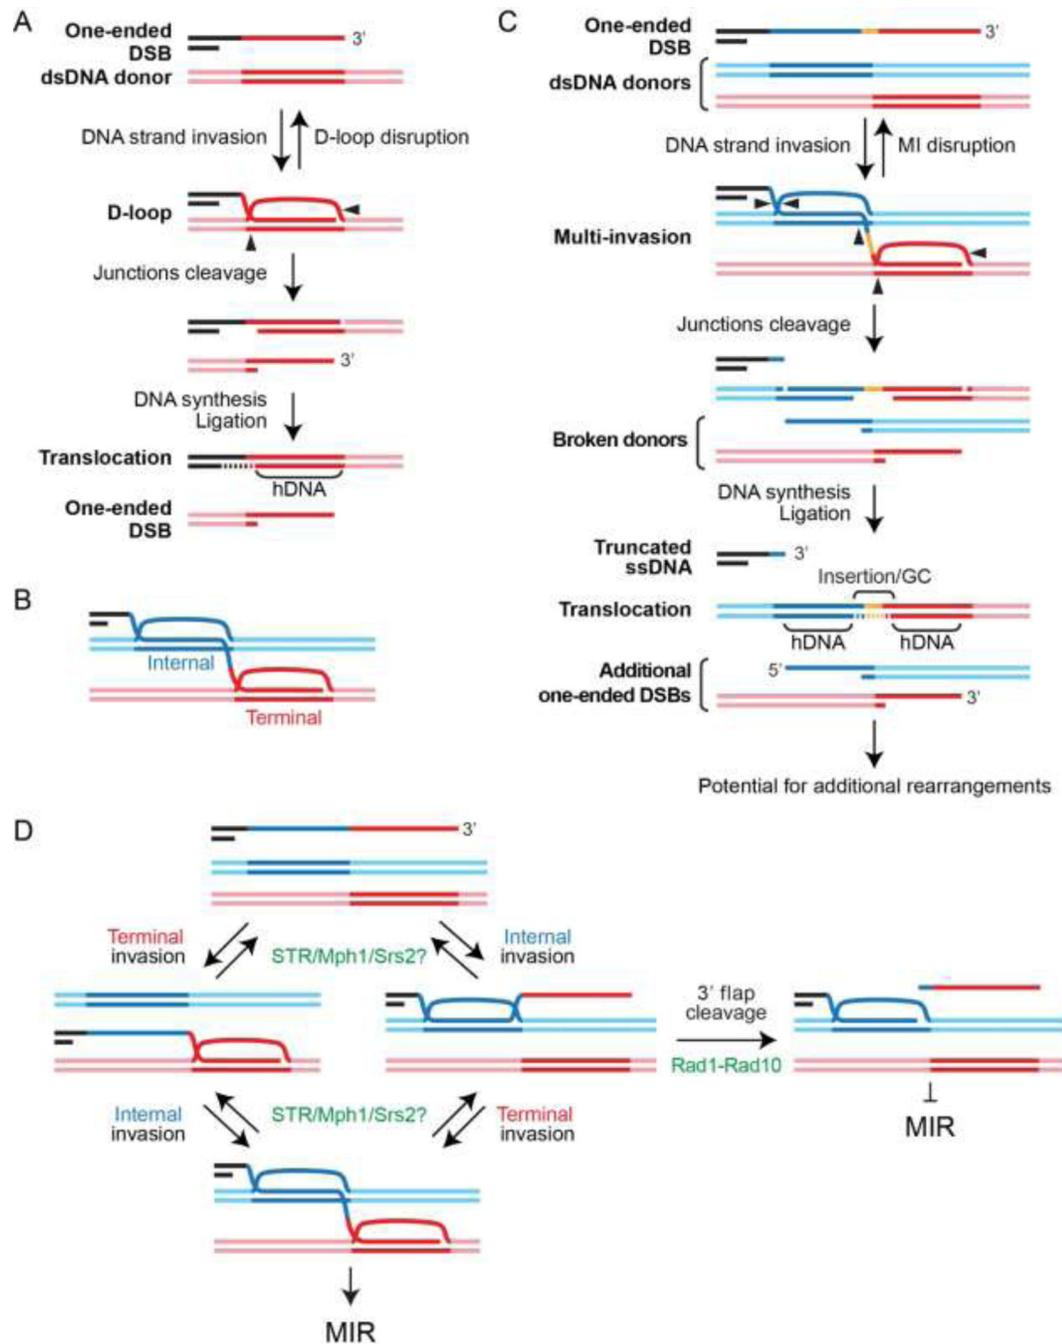 A
One-ended
DSB
3’
dsDNA donor
DNA strand invasion
D-loop disruption
D-loop
Junctions cleavage
3’
DNA synthesis
Ligation
Translocation
hDNA
One-ended
DSB
B
Internal
Terminal
C
One-ended
DSB
3’
dsDNA donors
DNA strand invasion
MI disruption
Multi-invasion
Junctions cleavage
Broken donors
DNA synthesis
Ligation
Truncated
ssDNA
3’
Insertion/GC
Translocation
hDNA
hDNA
Additional
one-ended DSBs
5’
3’
Potential for additional rearrangements
D
3’
Terminal
invasion
STR/Mph1/Srs2?
Internal
invasion
3’ flap
cleavage
Rad1-Rad10
Internal
invasion
STR/Mph1/Srs2?
Terminal
invasion
MIR
MIR